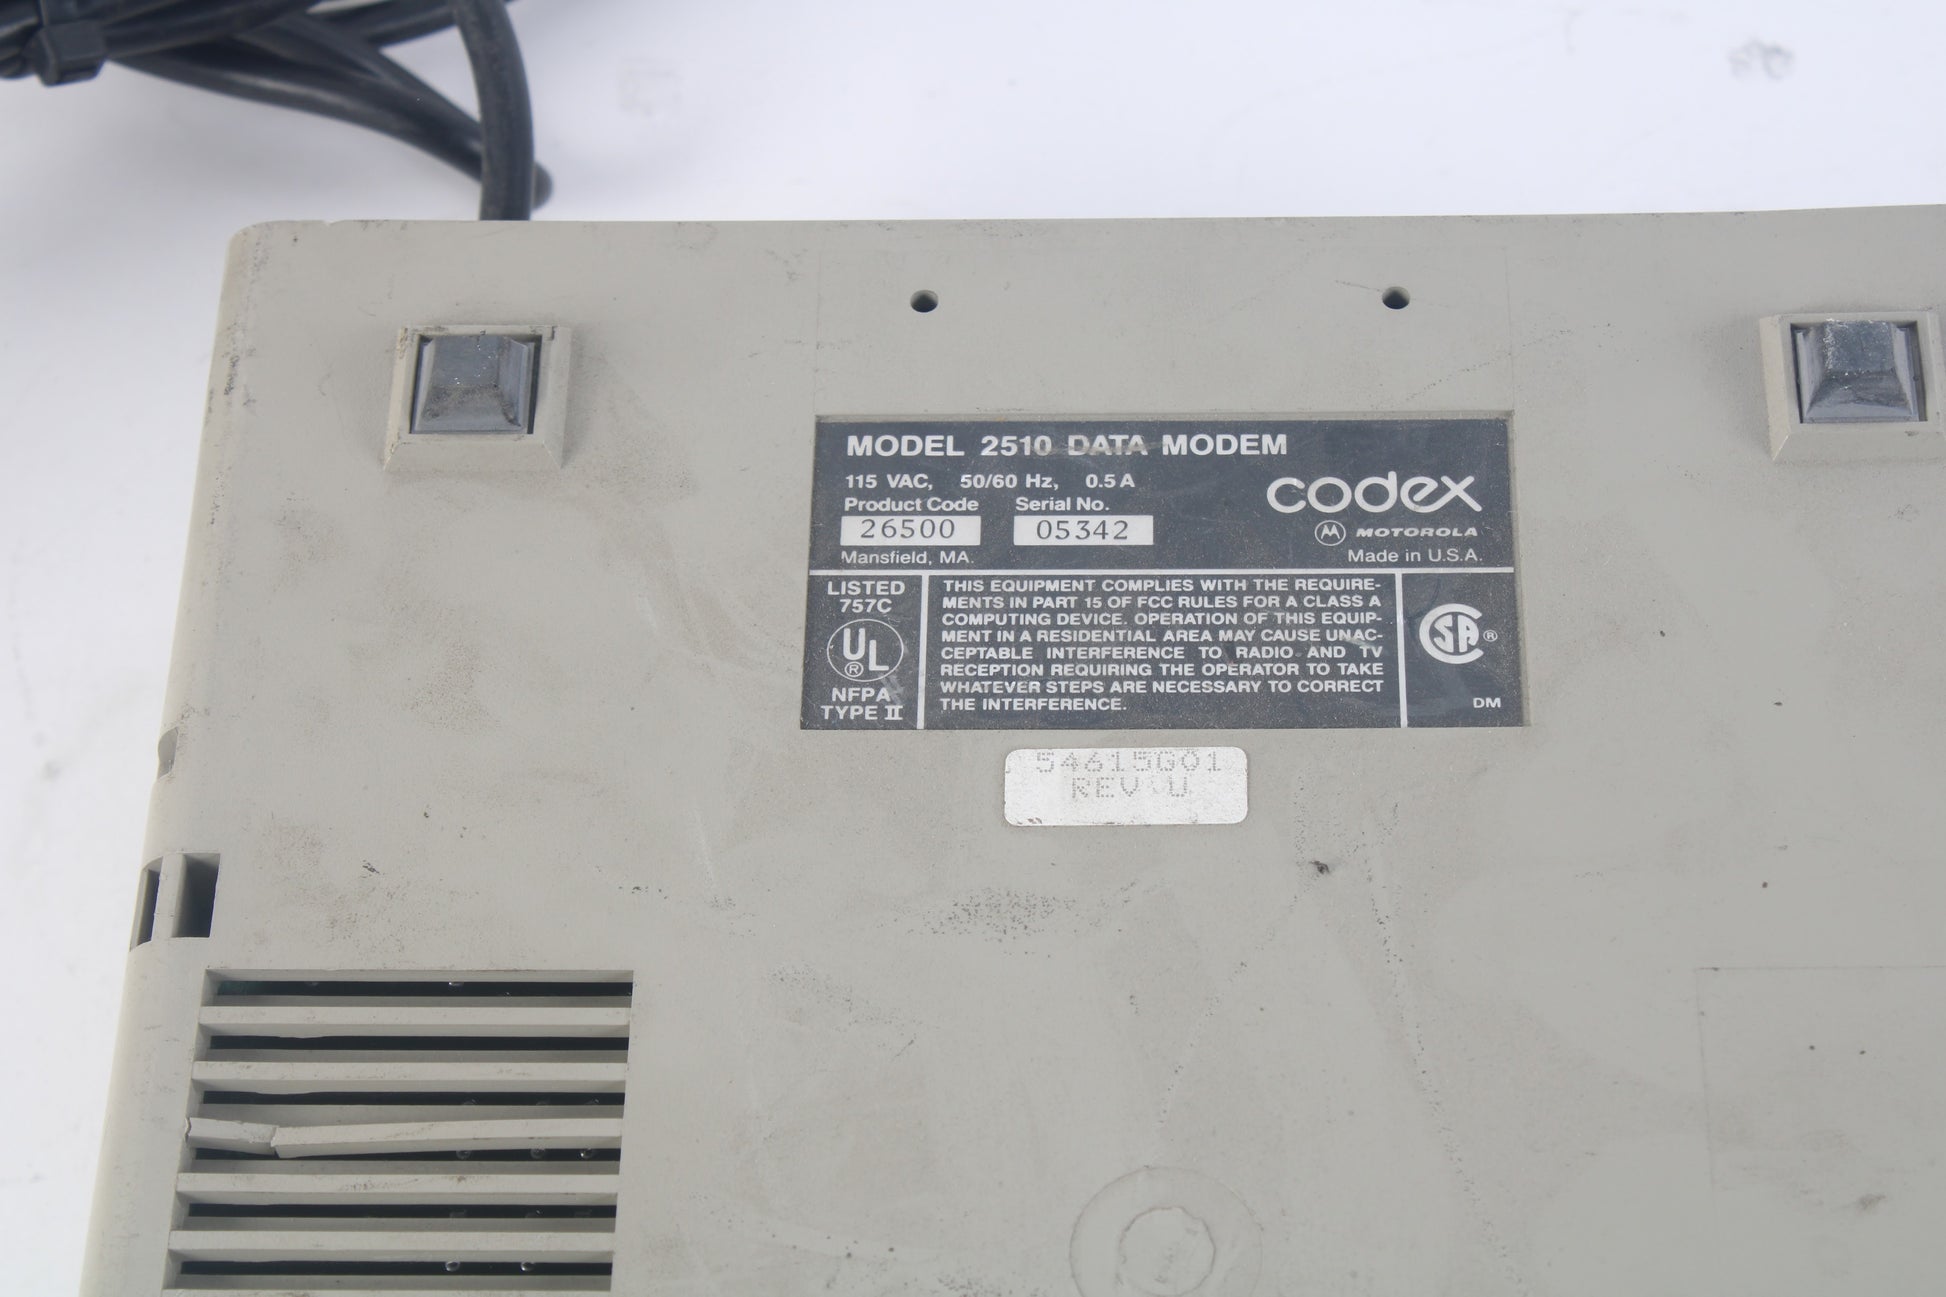 MODEL 2510 DATA MODEM
115 VAC, 50/60 Hz, 0.5 A
Product Code Serial No.
26500 05342
Mansfield, MA.
codex
M MOTOROLA
Made in U.S.A.
LISTED
757C
UL®
NFPA
TYPE II
THIS EQUIPMENT COMPLIES WITH THE REQUIRE-
MENTS IN PART 15 OF FCC RULES FOR A CLASS A
COMPUTING DEVICE. OPERATION OF THIS EQUIP-
MENT IN A RESIDENTIAL AREA MAY CAUSE UNAC-
CEPTABLE INTERFERENCE TO RADIO AND TV
RECEPTION REQUIRING THE OPERATOR TO TAKE
WHATEVER STEPS ARE NECESSARY TO CORRECT
THE INTERFERENCE.
CSA®
DM
54615G01
REV U